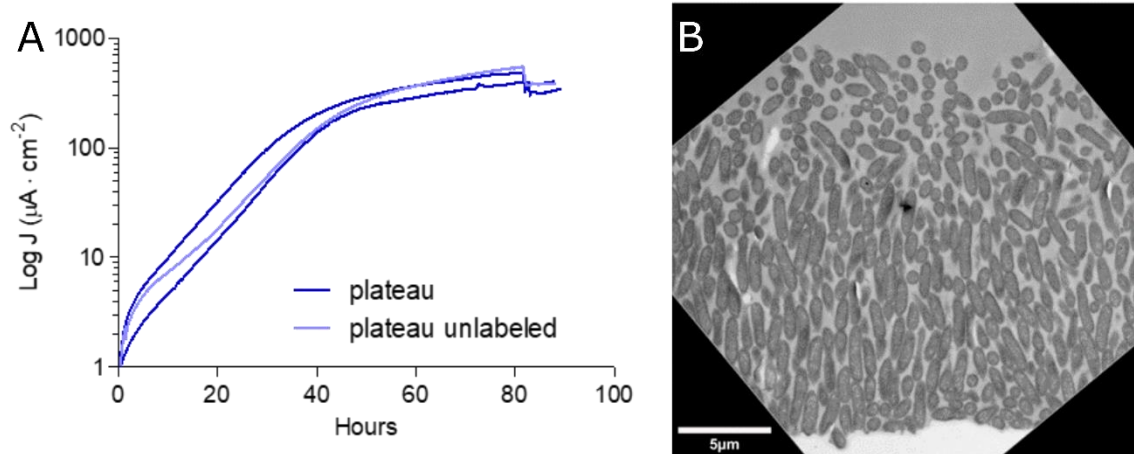 A
B
1000
100
10
1
Log J (µA · cm-2)
plateau
plateau unlabeled
0
20
40
60
80
100
Hours
5µm